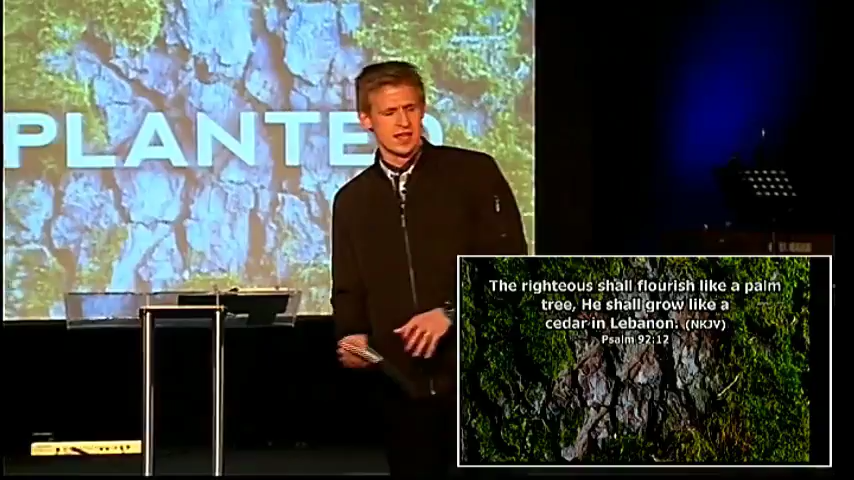 PLANTED
The righteous shall flourish like a palm
tree, He shall grow like a
cedar in Lebanon. (NKJV)
Psalm 92:12